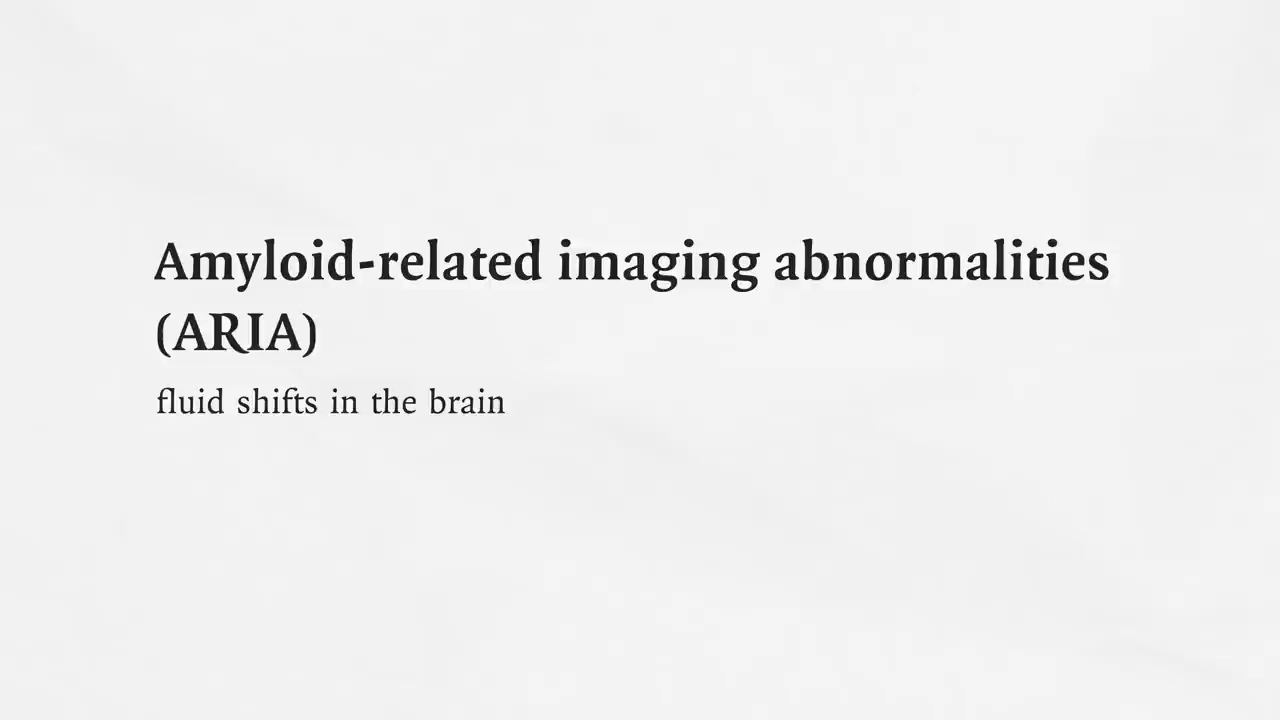 Amyloid-related imaging abnormalities
(ARIA)
fluid shifts in the brain